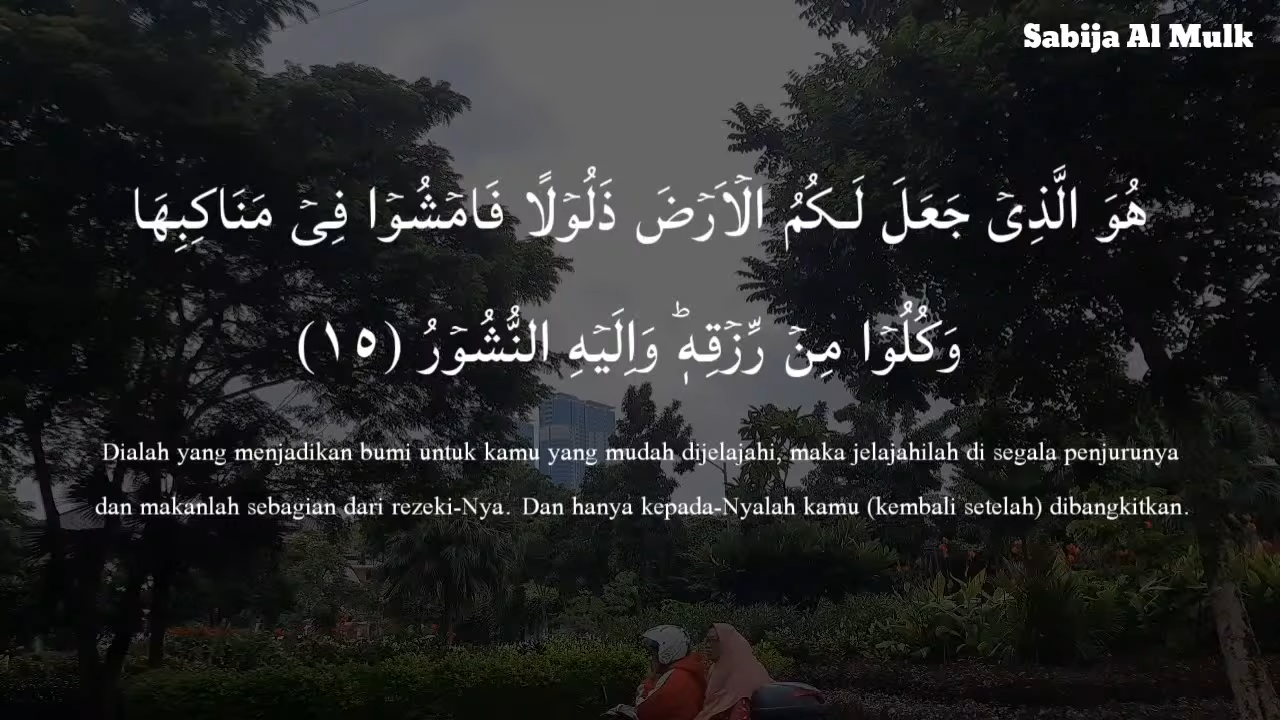 Sabija Al Mulk
هُوَ الَّذِيْ جَعَلَ لَـكُمُ الْاَرْضَ ذَلُوْلًا فَامْشُوْا فِيْ مَنَاكِبِهَا
وَكُلُوْا مِنْ رِّزْقِهٖؕ وَاِلَيْهِ النُّشُوْرُ (١٥)
Dialah yang menjadikan bumi untuk kamu yang mudah dijelajahi, maka jelajahilah di segala penjurunya
dan makanlah sebagian dari rezeki-Nya. Dan hanya kepada-Nyalah kamu (kembali setelah) dibangkitkan.